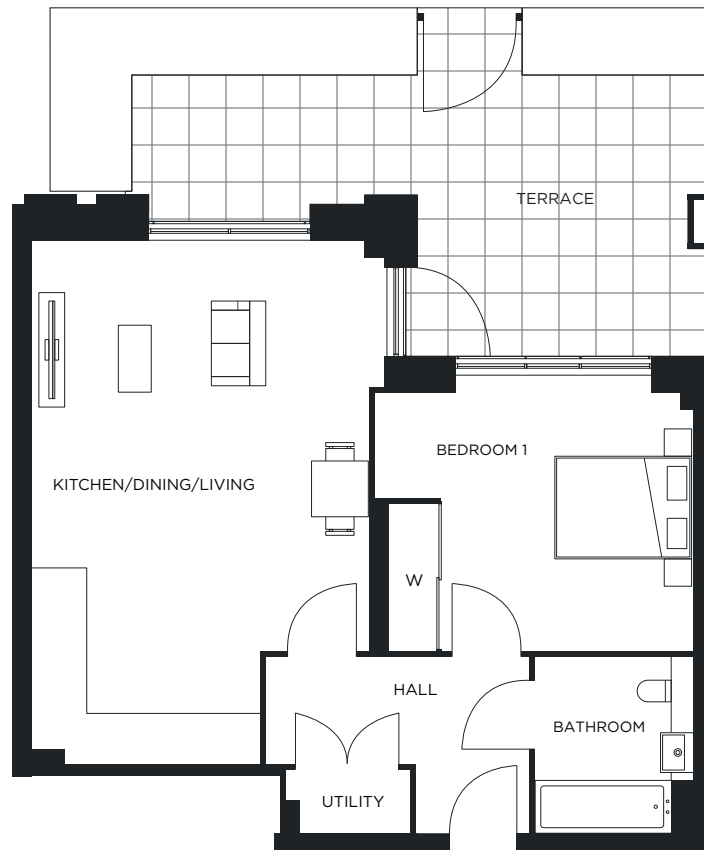 TERRACE
BEDROOM 1
KITCHEN/DINING/LIVING
W
HALL
BATHROOM
UTILITY